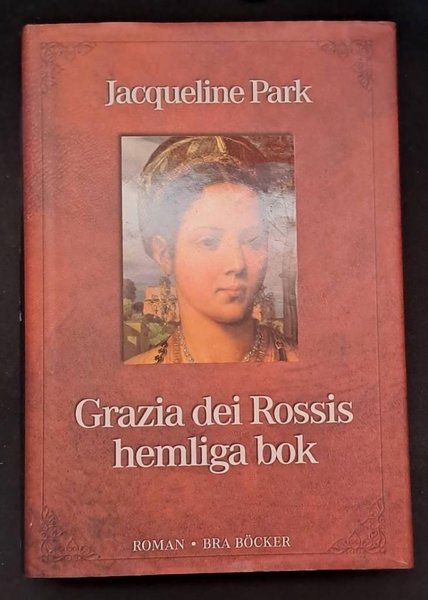 Jacqueline Park
Grazia dei Rossis
hemliga bok
ROMAN • BRA BÖCKER